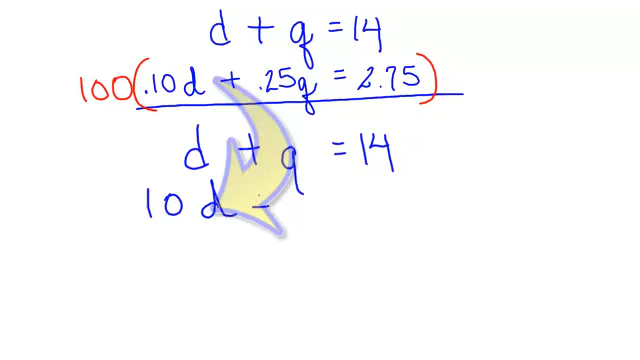 d + q = 14
100(.10d + .25q = 2.75)
d + q = 14
10d -